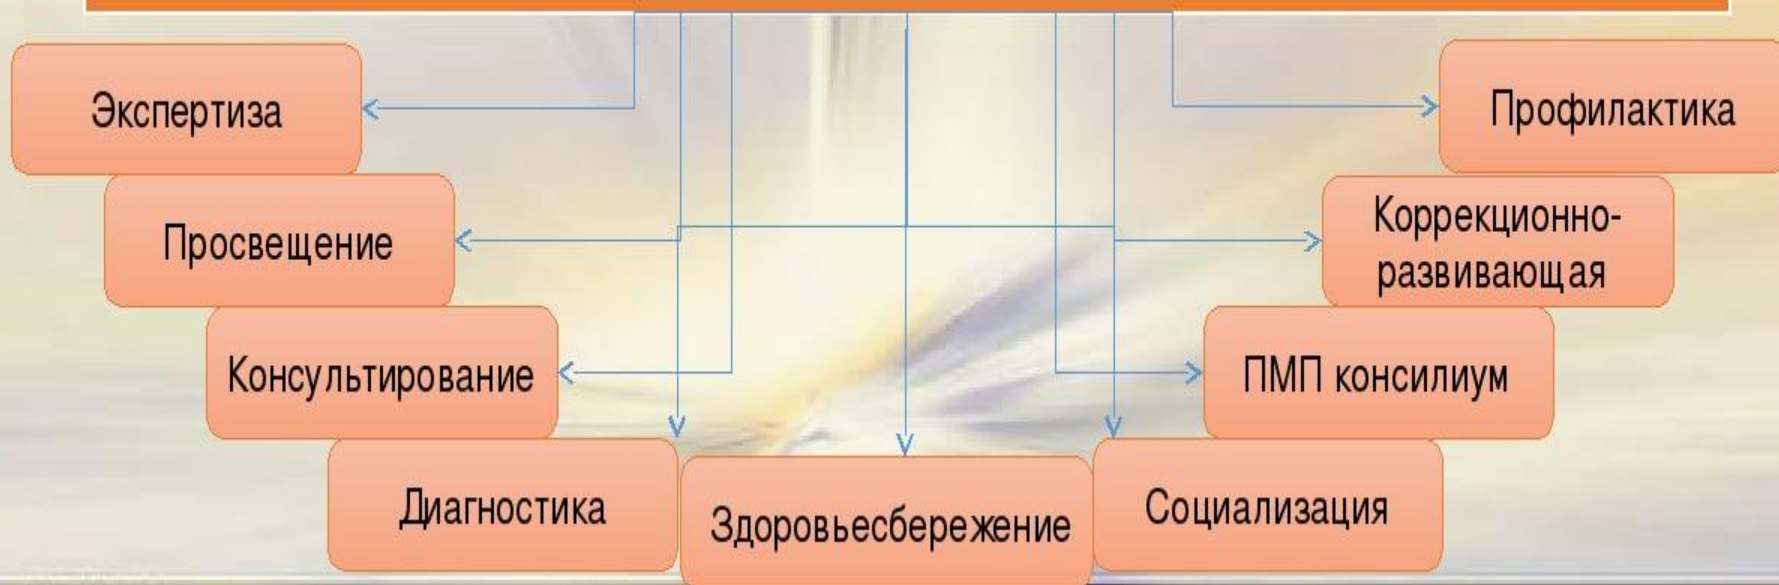 Экспертиза
Профилактика
Просвещение
Коррекционно-
развивающая
Консультирование
ПМП консилиум
Диагностика
Здоровьесбережение
Социализация